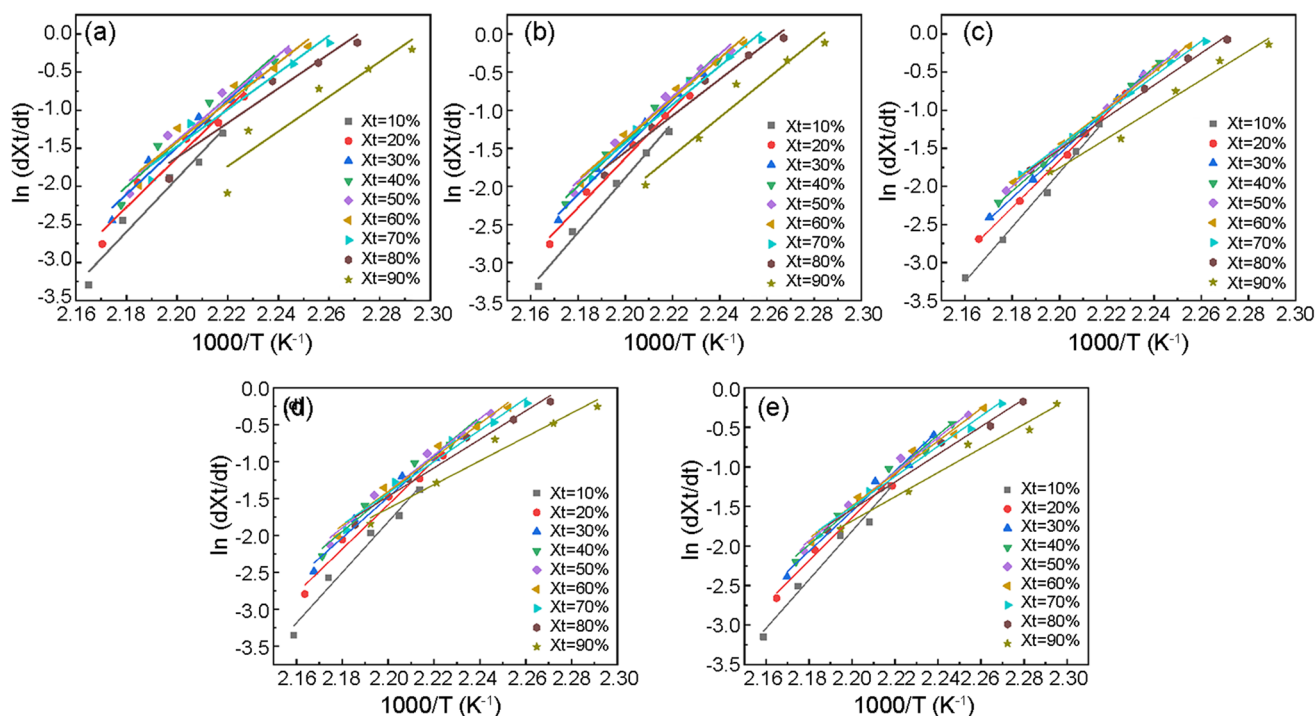 (a)
ln (dXt/dt)
0.0
-0.5
-1.0
-1.5
-2.0
-2.5
-3.0
-3.5
Xt=10%
Xt=20%
Xt=30%
Xt=40%
Xt=50%
Xt=60%
Xt=70%
Xt=80%
Xt=90%
2.16 2.18 2.20 2.22 2.24 2.26 2.28 2.30
1000/T (K⁻¹)
(b)
ln (dXt/dt)
0.0
-0.5
-1.0
-1.5
-2.0
-2.5
-3.0
-3.5
Xt=10%
Xt=20%
Xt=30%
Xt=40%
Xt=50%
Xt=60%
Xt=70%
Xt=80%
Xt=90%
2.16 2.18 2.20 2.22 2.24 2.26 2.28 2.30
1000/T (K⁻¹)
(c)
ln (dXt/dt)
0.0
-0.5
-1.0
-1.5
-2.0
-2.5
-3.0
-3.5
Xt=10%
Xt=20%
Xt=30%
Xt=40%
Xt=50%
Xt=60%
Xt=70%
Xt=80%
Xt=90%
2.16 2.18 2.20 2.22 2.24 2.26 2.28 2.30
1000/T (K⁻¹)
(d)
ln (dXt/dt)
0.0
-0.5
-1.0
-1.5
-2.0
-2.5
-3.0
-3.5
Xt=10%
Xt=20%
Xt=30%
Xt=40%
Xt=50%
Xt=60%
Xt=70%
Xt=80%
Xt=90%
2.16 2.18 2.20 2.22 2.24 2.26 2.28 2.30
1000/T (K⁻¹)
(e)
ln (dXt/dt)
0.0
-0.5
-1.0
-1.5
-2.0
-2.5
-3.0
-3.5
Xt=10%
Xt=20%
Xt=30%
Xt=40%
Xt=50%
Xt=60%
Xt=70%
Xt=80%
Xt=90%
2.16 2.18 2.20 2.22 2.24 2.26 2.28 2.30
1000/T (K⁻¹)